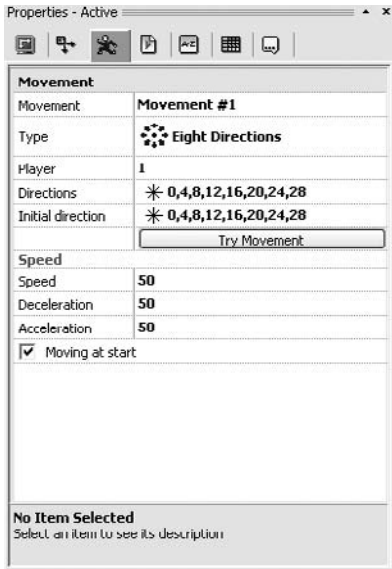 Properties - Active
Movement
Movement Movement #1
Type Eight Directions
Player 1
Directions 0,4,8,12,16,20,24,28
Initial direction 0,4,8,12,16,20,24,28
Try Movement
Speed
Speed 50
Deceleration 50
Acceleration 50
Moving at start
No Item Selected
Select an item to see its description